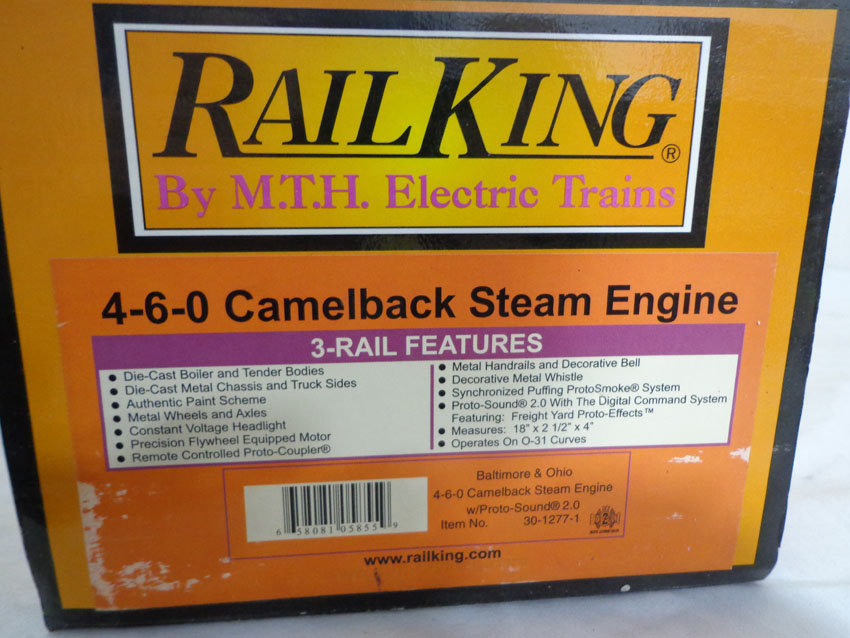 RAILKING®
By M.T.H. Electric Trains
4-6-0 Camelback Steam Engine
3-RAIL FEATURES
• Die-Cast Boiler and Tender Bodies
• Die-Cast Metal Chassis and Truck Sides
• Authentic Paint Scheme
• Metal Wheels and Axles
• Constant Voltage Headlight
• Precision Flywheel Equipped Motor
• Remote Controlled Proto-Coupler®
• Metal Handrails and Decorative Bell
• Decorative Metal Whistle
• Synchronized Puffing ProtoSmoke® System
• Proto-Sound® 2.0 With The Digital Command System
Featuring: Freight Yard Proto-Effects™
• Measures: 18" x 2 1/2" x 4"
• Operates On O-31 Curves
Baltimore & Ohio
4-6-0 Camelback Steam Engine
w/Proto-Sound® 2.0
Item No. 30-1277-1
6 58081 05855 9
www.railking.com